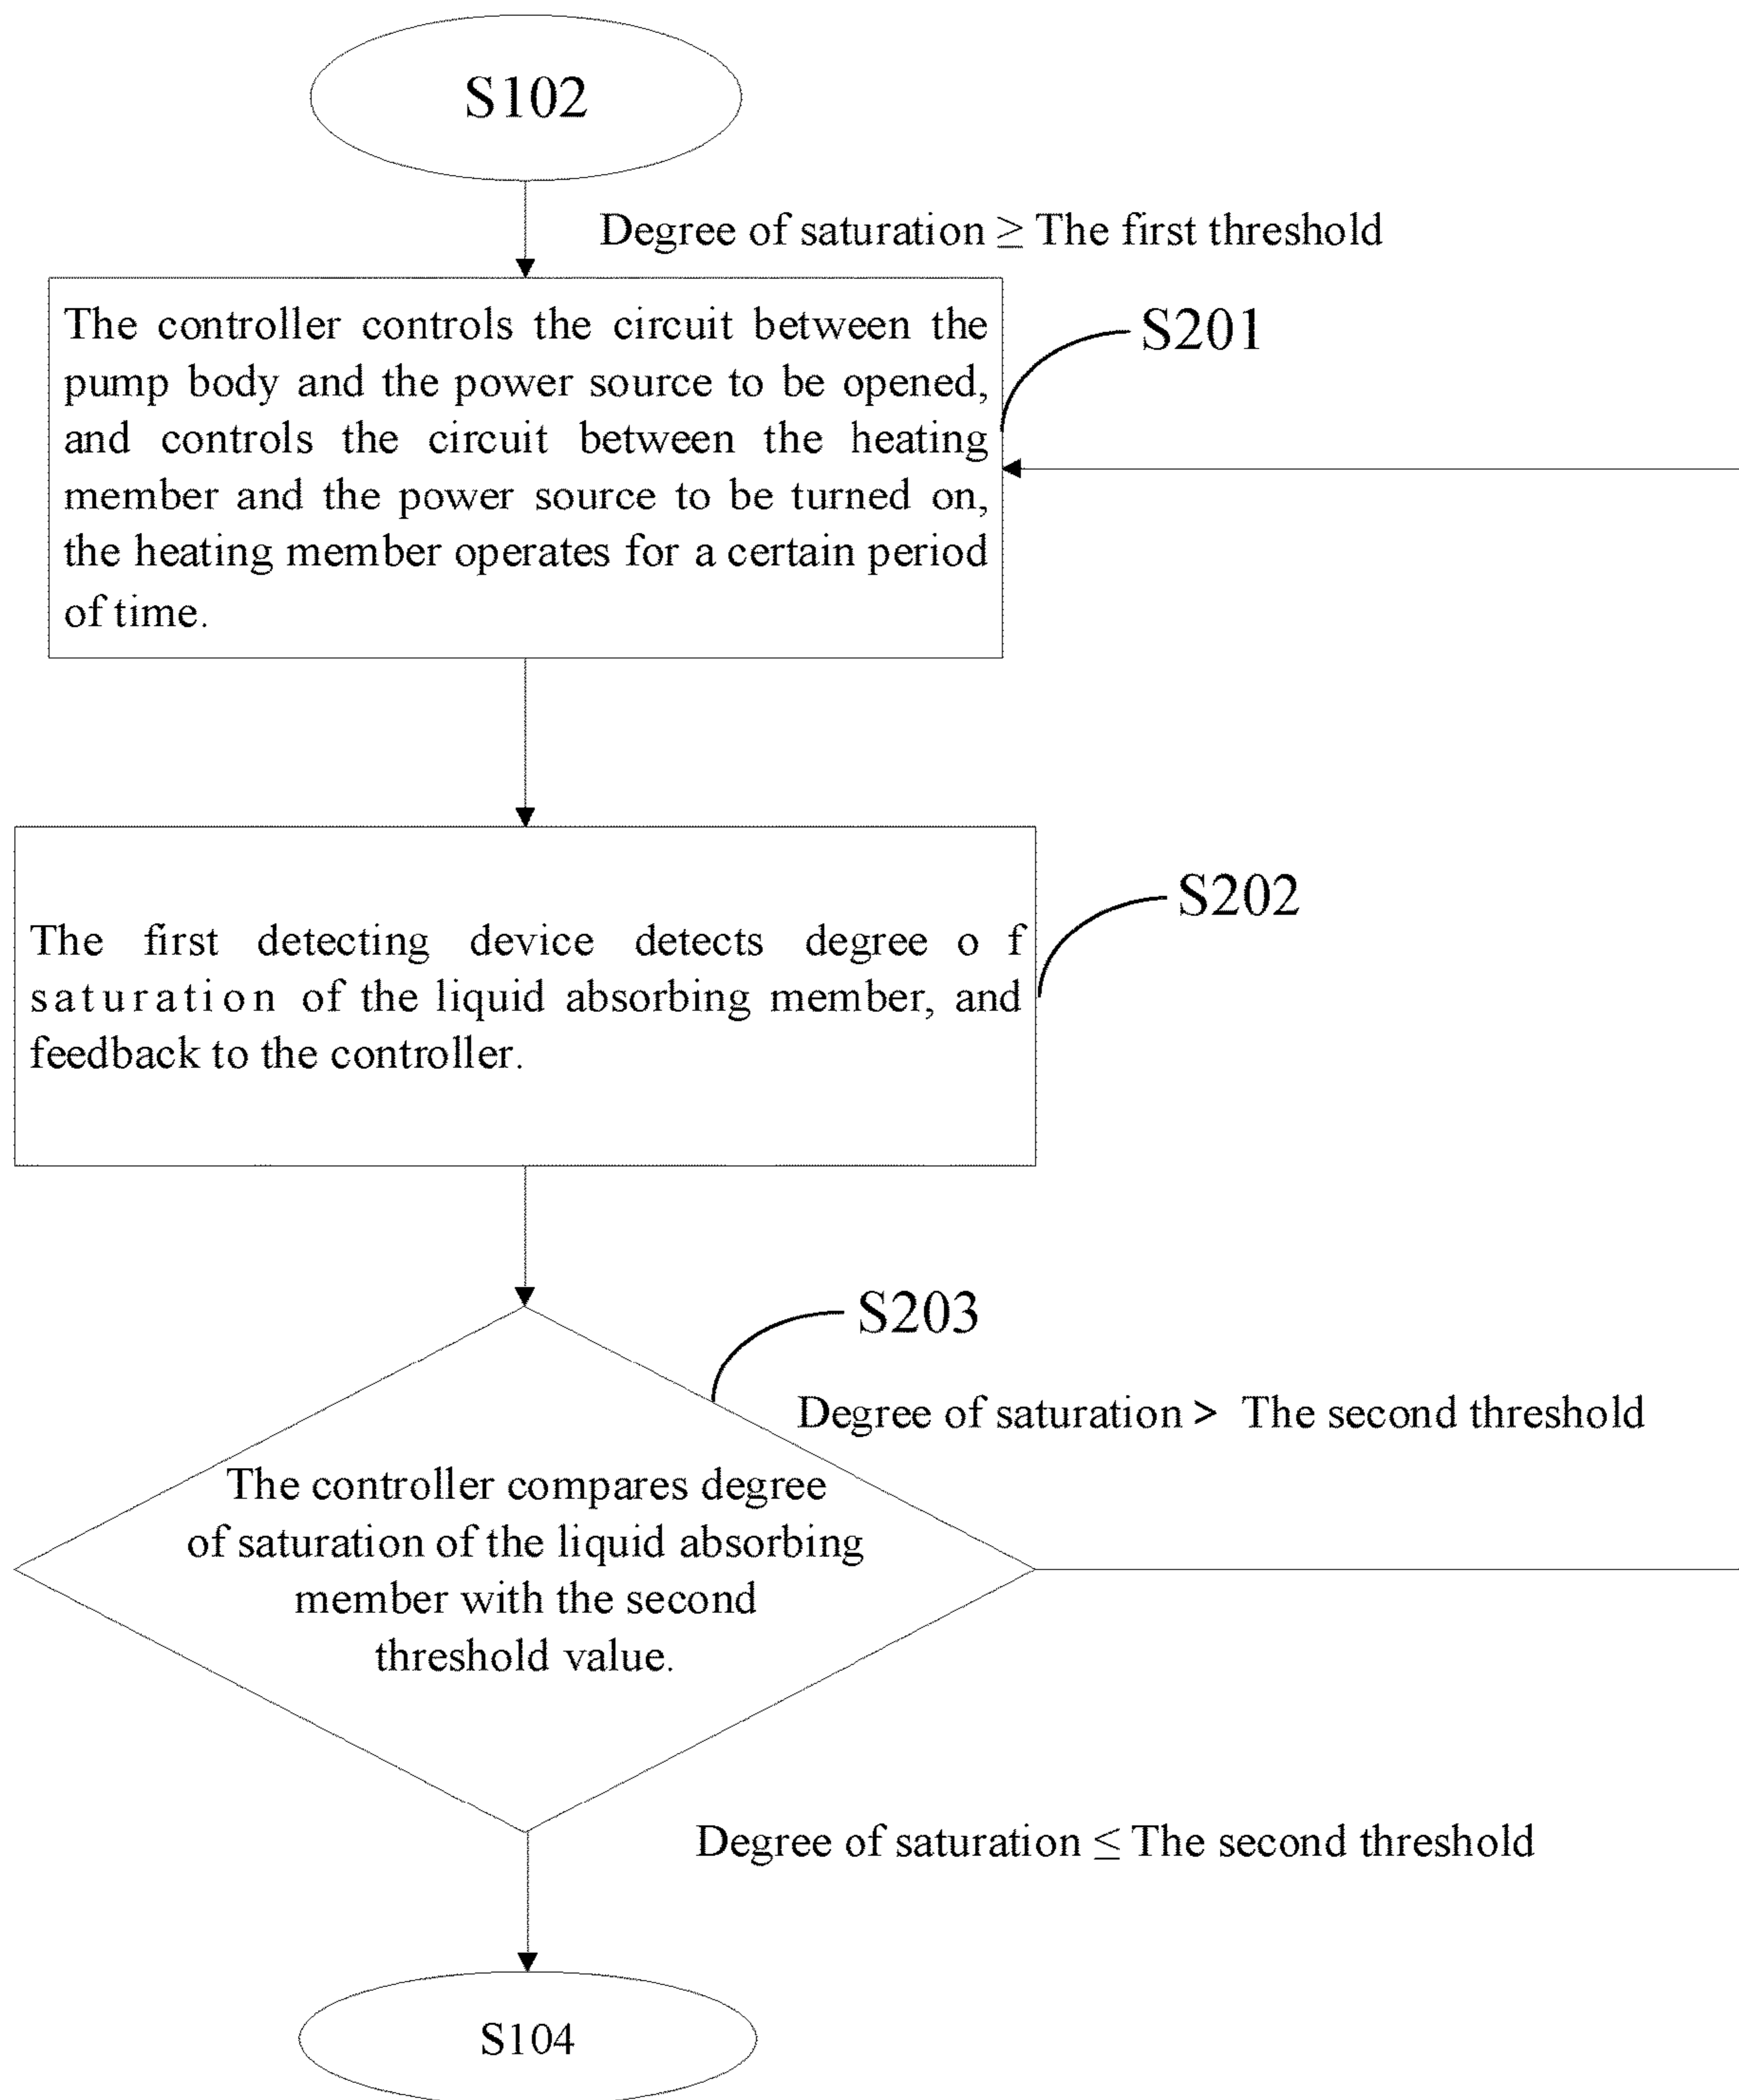 S102
Degree of saturation ≥ The first threshold
The controller controls the circuit between the
pump body and the power source to be opened,
and controls the circuit between the heating
member and the power source to be turned on,
the heating member operates for a certain period
of time.
S201
The first detecting device detects degree o f
saturation of the liquid absorbing member, and
feedback to the controller.
S202
S203
Degree of saturation > The second threshold
The controller compares degree
of saturation of the liquid absorbing
member with the second
threshold value.
Degree of saturation ≤ The second threshold
S104